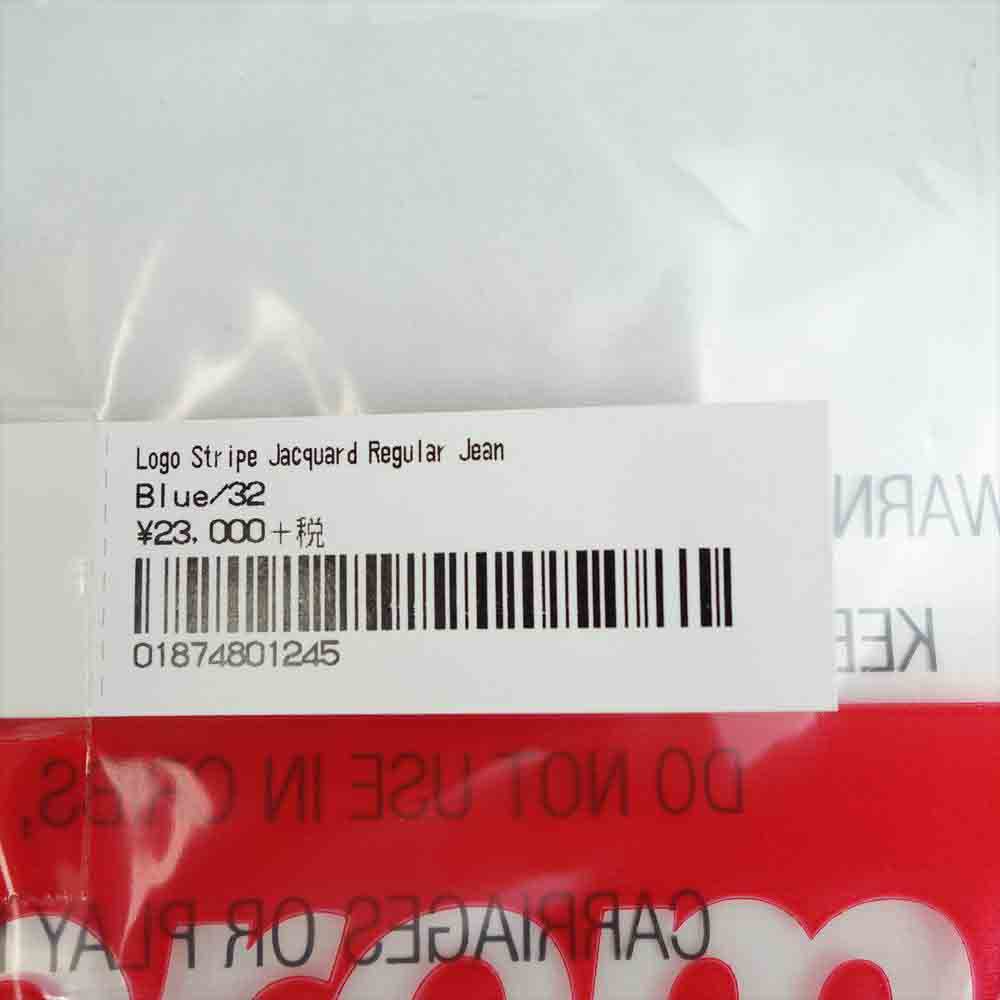 Logo Stripe Jacquard Regular Jean
Blue/32
¥23,000+税
01874801245
WARN
KEE
DO NOT USE IN CRIBS,
CARRIAGES OR PLAY